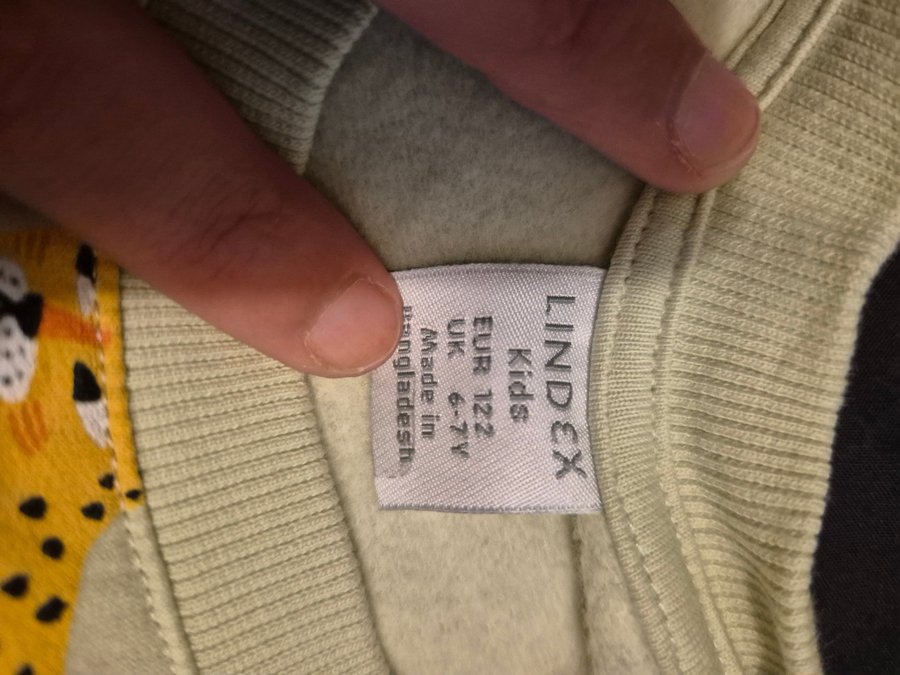 LINDEX
Kids
EUR 122
UK 6-7Y
Made in
Bangladesh